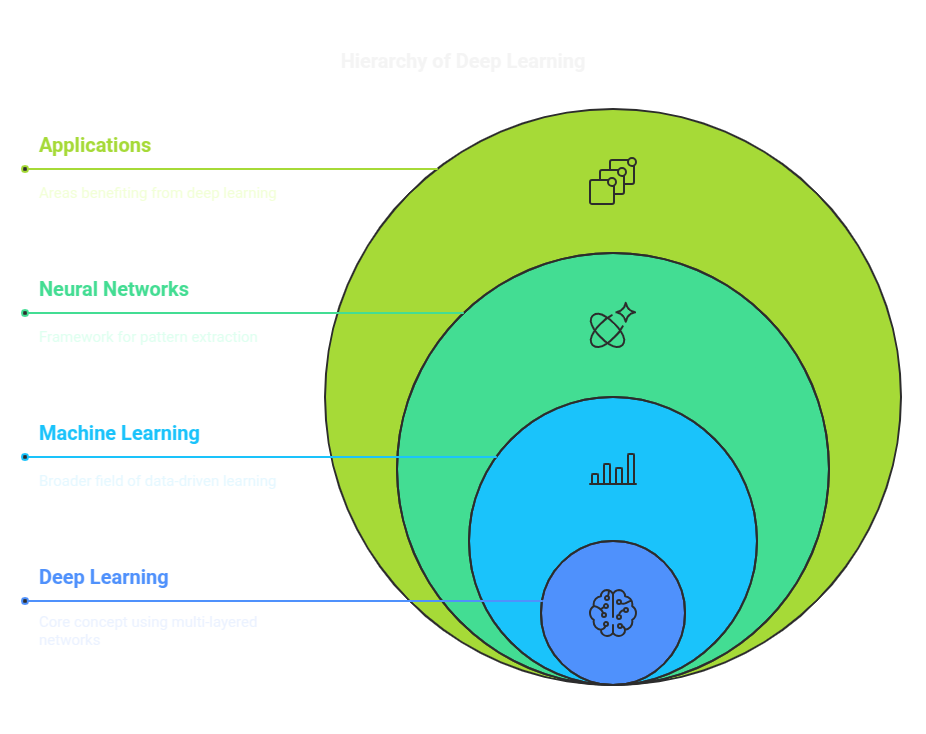 Hierarchy of Deep Learning
Applications
Areas benefiting from deep learning
Neural Networks
Framework for pattern extraction
Machine Learning
Broader field of data-driven learning
Deep Learning
Core concept using multi-layered
networks